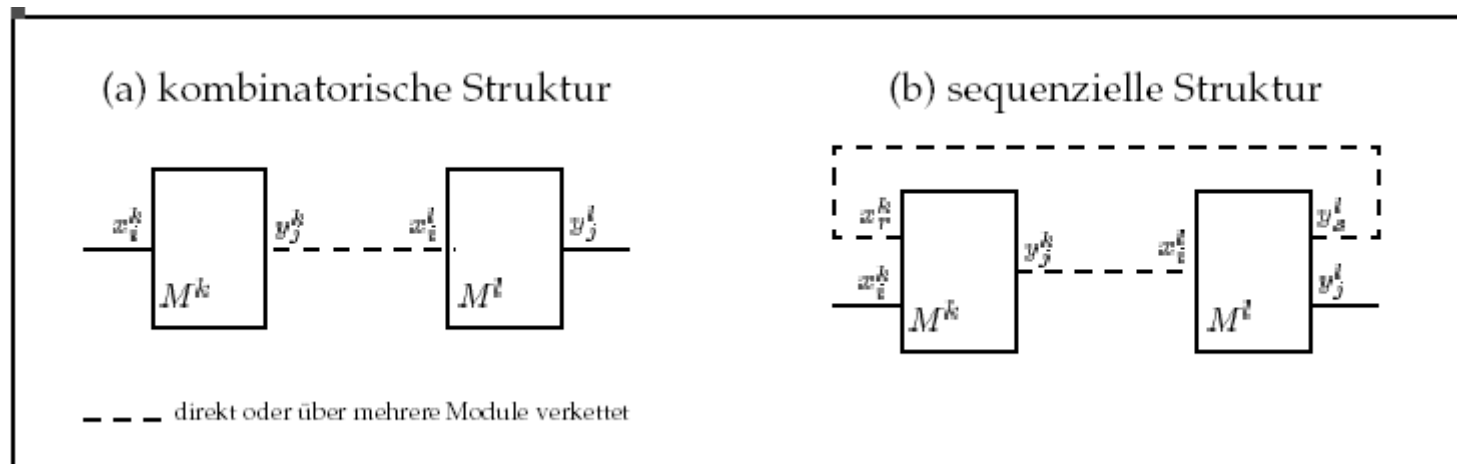 (a) kombinatorische Struktur
(b) sequenzielle Struktur
x_i^k
y_j^k
x_i^l
y_j^l
M^k
M^l
x_r^k
y_s^l
y_j^k
x_i^k
y_j^l
M^k
M^l
direkt oder über mehrere Module verkettet